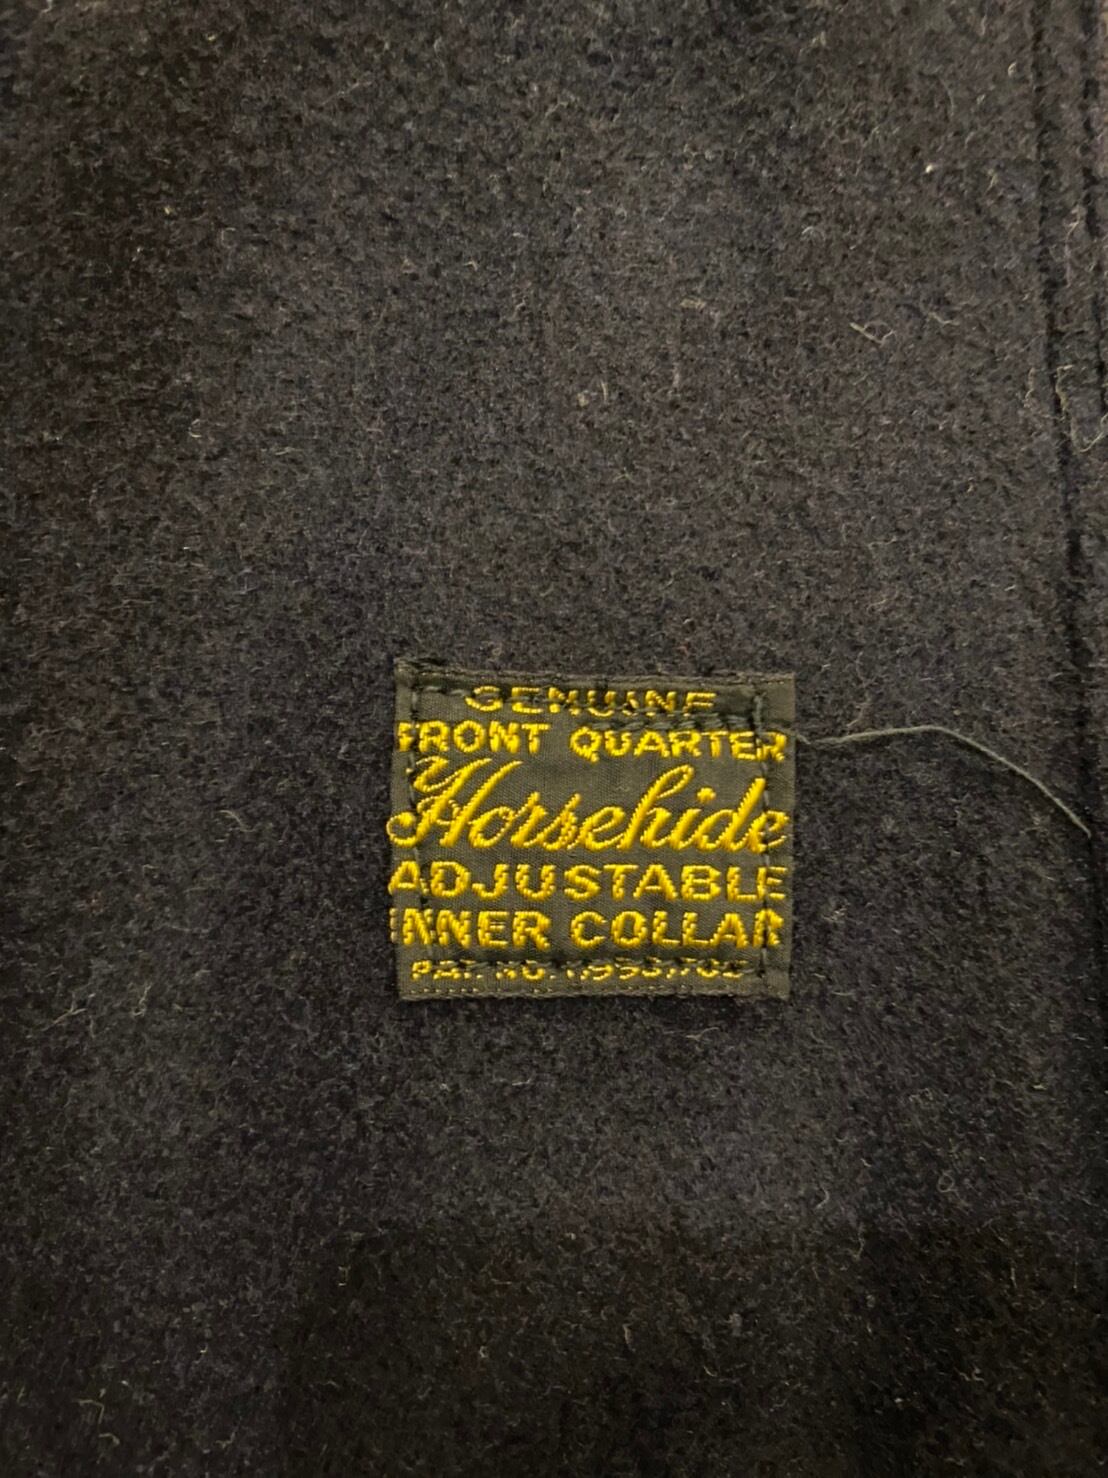 GENUINE
FRONT QUARTER
Horsehide
ADJUSTABLE
INNER COLLAR
PAT. NO.